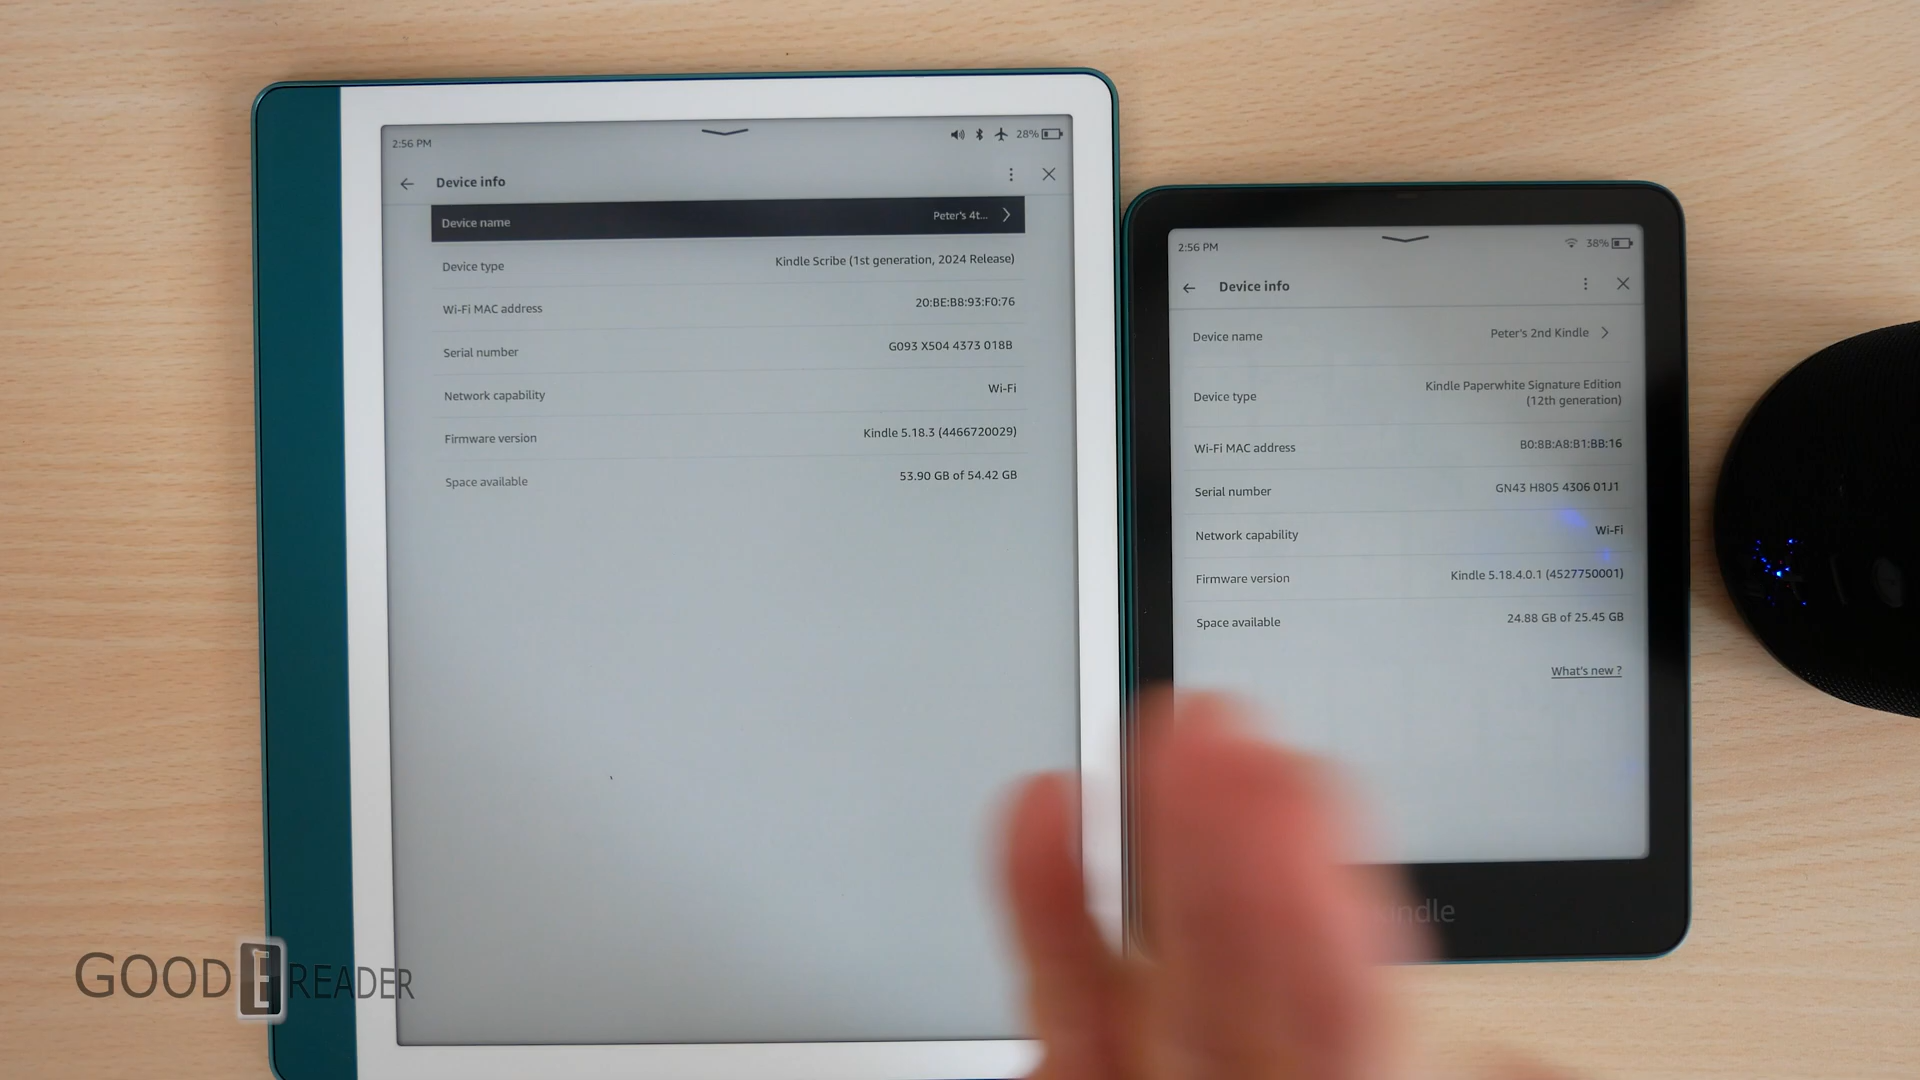 2:56 PM
28%
Device info
Device name Peter's 4t...
Device type Kindle Scribe (1st generation, 2024 Release)
Wi-Fi MAC address 20:BE:B8:93:F0:76
Serial number G093 X504 4373 018B
Network capability Wi-Fi
Firmware version Kindle 5.18.3 (4466720029)
Space available 53.90 GB of 54.42 GB
2:56 PM
38%
Device info
Device name Peter's 2nd Kindle
Device type Kindle Paperwhite Signature Edition
(12th generation)
Wi-Fi MAC address B0:8B:A8:B1:BB:16
Serial number GN43 H805 4306 01J1
Network capability Wi-Fi
Firmware version Kindle 5.18.4.0.1 (4527750001)
Space available 24.88 GB of 25.45 GB
What's new ?
kindle
GOOD E READER